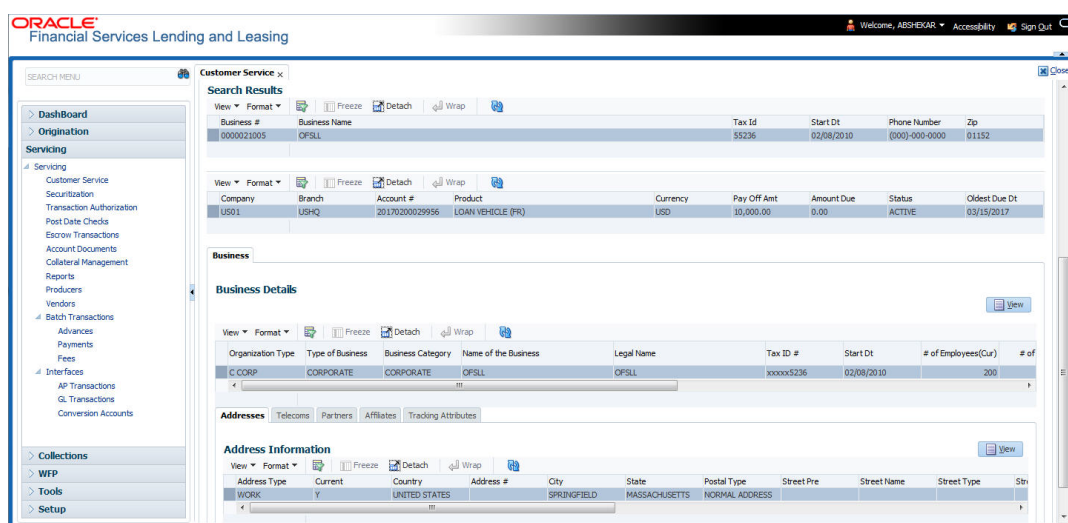 ORACLE'
Financial Services Lending and Leasing
Welcome, ABSHEKAR Accessibility Sign Out
SEARCH MENU
DashBoard
Origination
Servicing
Servicing
Customer Service
Securitization
Transaction Authorization
Post Date Checks
Escrow Transactions
Account Documents
Collateral Management
Reports
Producers
Vendors
Batch Transactions
Advances
Payments
Fees
Interfaces
AP Transactions
GL Transactions
Conversion Accounts
Collections
WFP
Tools
Setup
Customer Service x
Close
Search Results
View Format Freeze Detach Wrap
Business # Business Name Tax Id Start Dt Phone Number Zip
0000021005 OFSLL 55236 02/08/2010 (000)-000-0000 01152
View Format Freeze Detach Wrap
Company Branch Account # Product Currency Pay Off Amt Amount Due Status Oldest Due Dt
US01 USHQ 20170200029956 LOAN VEHICLE (FR) USD 10,000.00 0.00 ACTIVE 03/15/2017
Business
Business Details
View
View Format Freeze Detach Wrap
Organization Type Type of Business Business Category Name of the Business Legal Name Tax ID # Start Dt # of Employees(Cur) # of
C CORP CORPORATE CORPORATE OFSLL OFSLL xxxxx5236 02/08/2010 200
Addresses Telecoms Partners Affiliates Tracking Attributes
Address Information
View
View Format Freeze Detach Wrap
Address Type Current Country Address # City State Postal Type Street Pre Street Name Street Type Stre
WORK Y UNITED STATES SPRINGFIELD MASSACHUSETTS NORMAL ADDRESS